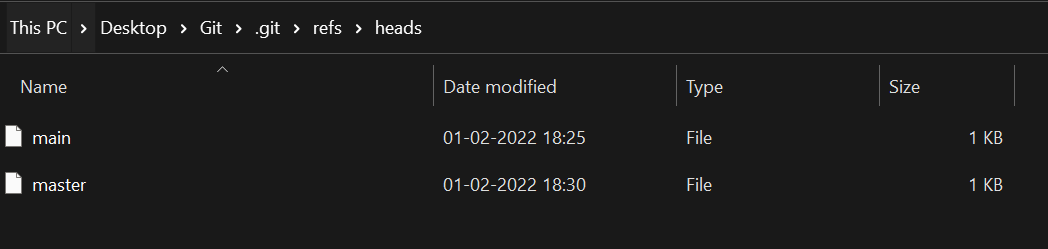 This PC > Desktop > Git > .git > refs > heads
Name Date modified Type Size
main 01-02-2022 18:25 File 1 KB
master 01-02-2022 18:30 File 1 KB